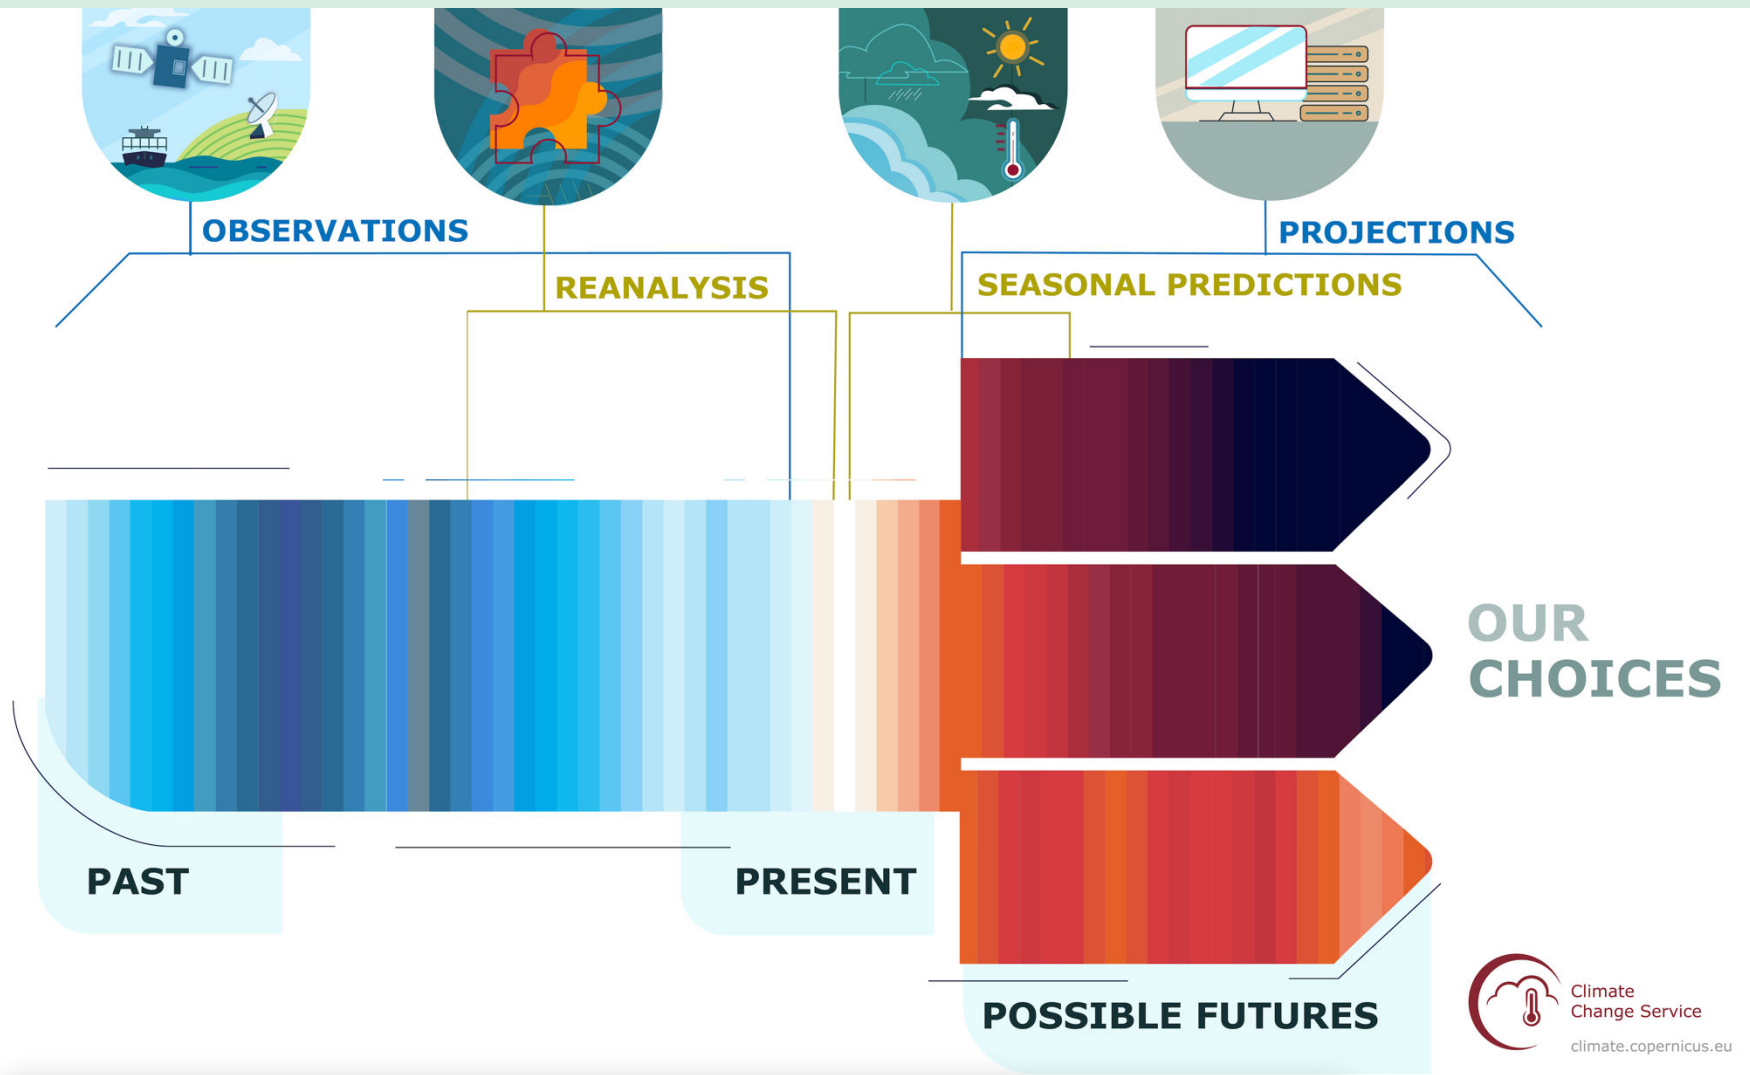 OBSERVATIONS
PROJECTIONS
REANALYSIS
SEASONAL PREDICTIONS
OUR
CHOICES
PAST
PRESENT
POSSIBLE FUTURES
Climate
Change Service
climate.copernicus.eu